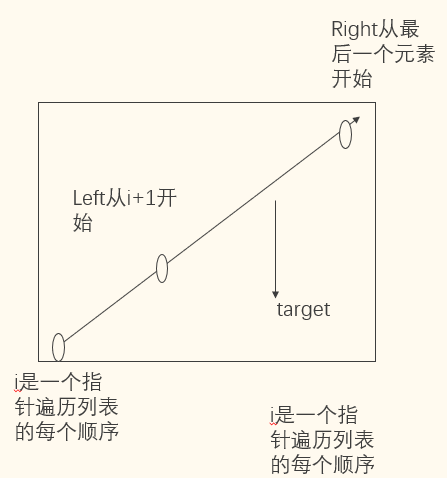 Right从最
后一个元素
开始
Left从i+1开
始
target
i是一个指
针遍历列表
的每个顺序
i是一个指
针遍历列表
的每个顺序